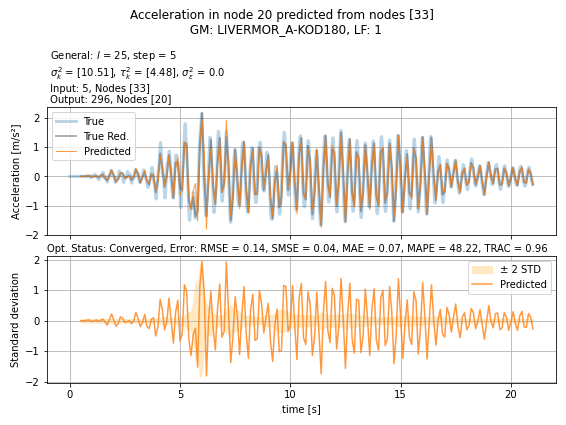 Acceleration in node 20 predicted from nodes [33]
GM: LIVERMOR_A-KOD180, LF: 1
General: l = 25, step = 5
σ²ₖ = [10.51], τ²ₖ = [4.48], σ²ε = 0.0
Input: 5, Nodes [33]
Output: 296, Nodes [20]
True
True Red.
Predicted
Acceleration [m/s²]
2
1
0
−1
−2
Opt. Status: Converged, Error: RMSE = 0.14, SMSE = 0.04, MAE = 0.07, MAPE = 48.22, TRAC = 0.96
± 2 STD
Predicted
Standard deviation
2
1
0
−1
−2
0 5 10 15 20
time [s]